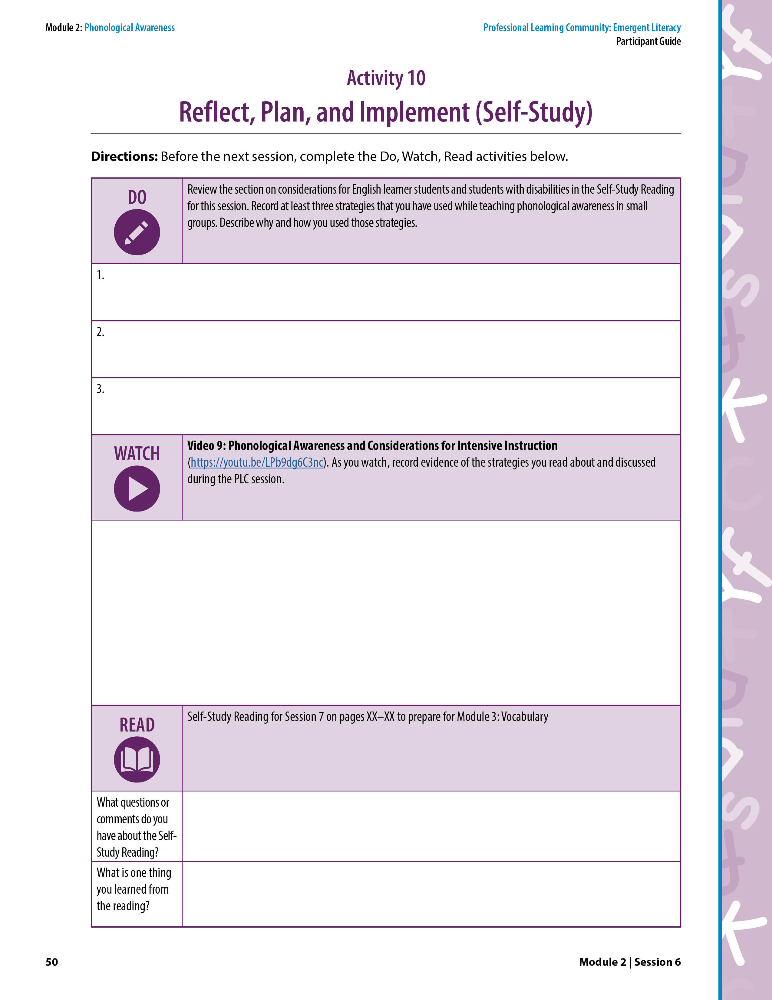 Module 2: Phonological Awareness
Professional Learning Community: Emergent Literacy
Participant Guide
Activity 10
Reflect, Plan, and Implement (Self-Study)
Directions: Before the next session, complete the Do, Watch, Read activities below.
DO
Review the section on considerations for English learner students and students with disabilities in the Self-Study Reading
for this session. Record at least three strategies that you have used while teaching phonological awareness in small
groups. Describe why and how you used those strategies.
1.
2.
3.
WATCH
Video 9: Phonological Awareness and Considerations for Intensive Instruction
(https://youtu.be/LPb9dg6C3nc). As you watch, record evidence of the strategies you read about and discussed
during the PLC session.
READ
Self-Study Reading for Session 7 on pages XX–XX to prepare for Module 3: Vocabulary
What questions or
comments do you
have about the Self-
Study Reading?
What is one thing
you learned from
the reading?
50
Module 2 | Session 6